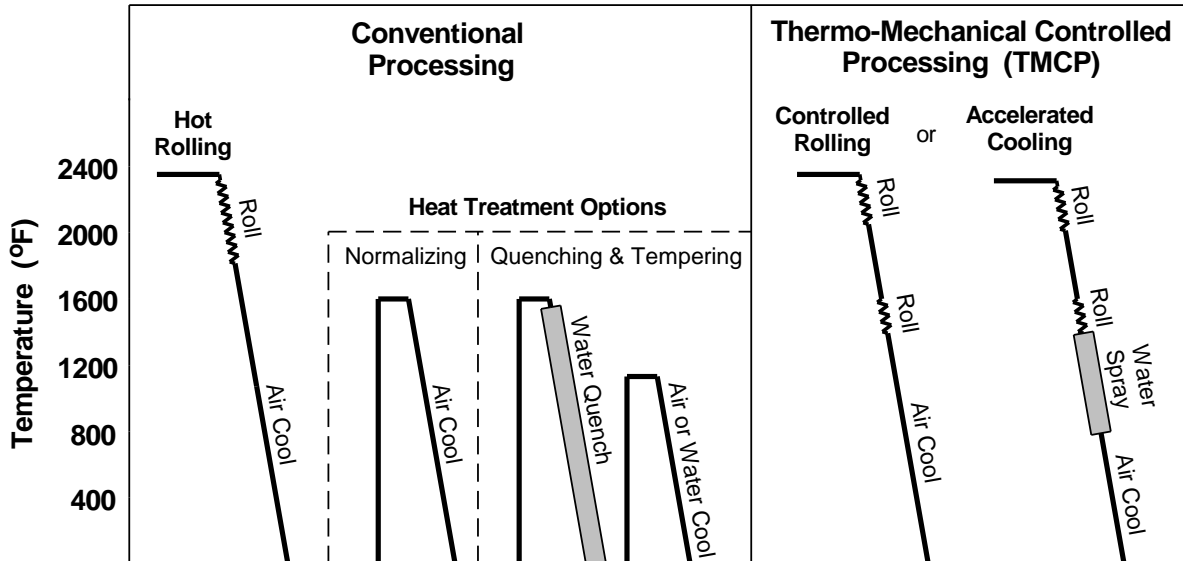 Conventional
Processing
Thermo-Mechanical Controlled
Processing (TMCP)
Hot
Rolling
Controlled
Rolling
or
Accelerated
Cooling
Heat Treatment Options
Normalizing
Quenching & Tempering
Temperature (ºF)
2400
2000
1600
1200
800
400
Roll
Air Cool
Air Cool
Water Quench
Air or Water Cool
Roll
Roll
Air Cool
Roll
Roll
Water
Spray
Air Cool